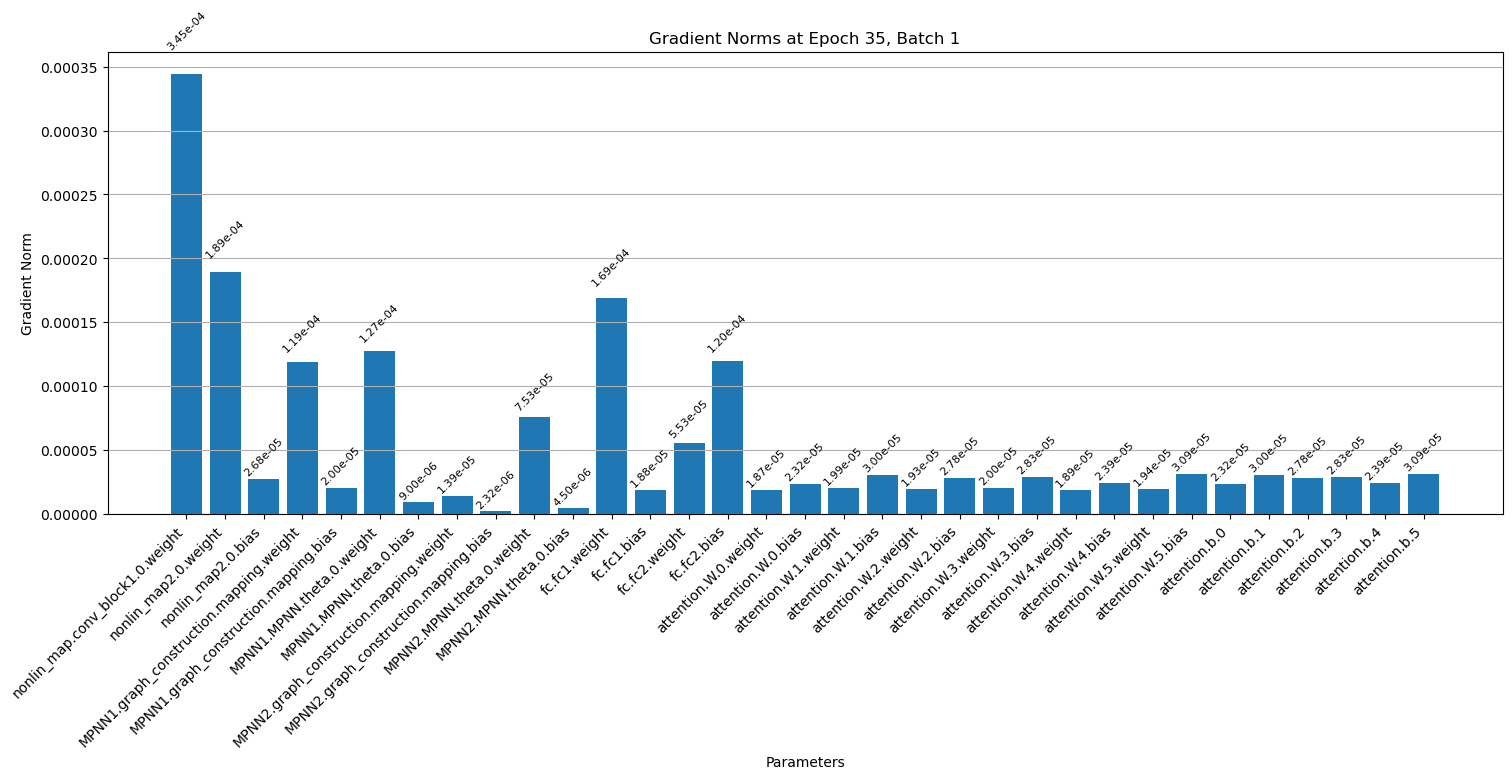 Gradient Norms at Epoch 35, Batch 1
Gradient Norm
0.00035
0.00030
0.00025
0.00020
0.00015
0.00010
0.00005
0.00000
3.45e-04
1.89e-04
2.68e-05
1.19e-04
2.00e-05
1.27e-04
9.00e-06
1.39e-05
2.32e-06
7.53e-05
4.50e-06
1.69e-04
1.88e-05
5.53e-05
1.20e-04
1.87e-05
2.32e-05
1.99e-05
3.00e-05
1.93e-05
2.78e-05
2.00e-05
2.83e-05
1.89e-05
2.39e-05
1.94e-05
3.09e-05
2.32e-05
3.00e-05
2.78e-05
2.83e-05
2.39e-05
3.09e-05
nonlin_map.conv_block1.0.weight
nonlin_map2.0.weight
nonlin_map2.0.bias
MPNN1.graph_construction.mapping.weight
MPNN1.graph_construction.mapping.bias
MPNN1.MPNN.theta.0.weight
MPNN1.MPNN.theta.0.bias
MPNN2.graph_construction.mapping.weight
MPNN2.graph_construction.mapping.bias
MPNN2.MPNN.theta.0.weight
MPNN2.MPNN.theta.0.bias
fc.fc1.weight
fc.fc1.bias
fc.fc2.weight
fc.fc2.bias
attention.W.0.weight
attention.W.0.bias
attention.W.1.weight
attention.W.1.bias
attention.W.2.weight
attention.W.2.bias
attention.W.3.weight
attention.W.3.bias
attention.W.4.weight
attention.W.4.bias
attention.W.5.weight
attention.W.5.bias
attention.b.0
attention.b.1
attention.b.2
attention.b.3
attention.b.4
attention.b.5
Parameters